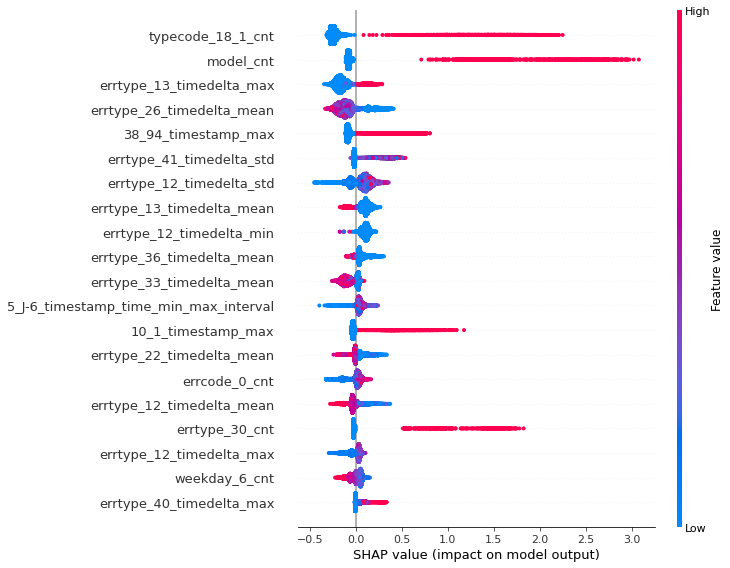 High
typecode_18_1_cnt
model_cnt
errtype_13_timedelta_max
errtype_26_timedelta_mean
38_94_timestamp_max
errtype_41_timedelta_std
errtype_12_timedelta_std
errtype_13_timedelta_mean
errtype_12_timedelta_min
errtype_36_timedelta_mean
errtype_33_timedelta_mean
5_J-6_timestamp_time_min_max_interval
10_1_timestamp_max
errtype_22_timedelta_mean
errcode_0_cnt
errtype_12_timedelta_mean
errtype_30_cnt
errtype_12_timedelta_max
weekday_6_cnt
errtype_40_timedelta_max
Feature value
Low
−0.5 0.0 0.5 1.0 1.5 2.0 2.5 3.0
SHAP value (impact on model output)